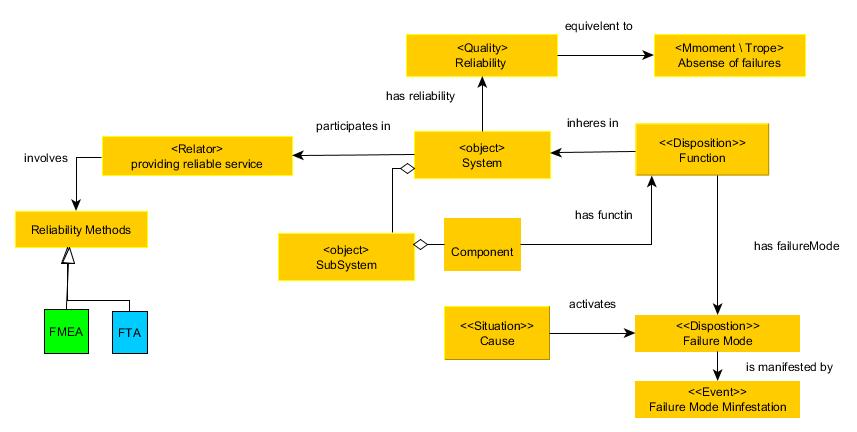 equivelent to
<Quality>
Reliability
<Mmoment \ Trope>
Absense of failures
has reliability
participates in
inheres in
<Relator>
providing reliable service
<object>
System
<<Disposition>>
Function
involves
Reliability Methods
has functin
<object>
SubSystem
Component
has failureMode
FMEA
FTA
activates
<<Situation>>
Cause
<<Dispostion>>
Failure Mode
is manifested by
<<Event>>
Failure Mode Minfestation